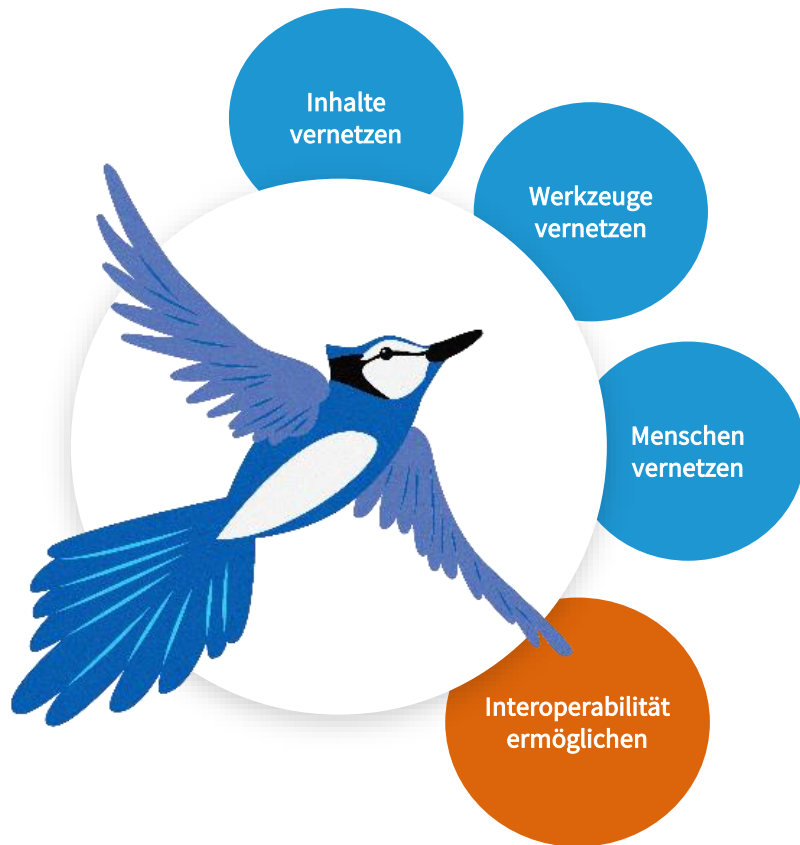 Inhalte
vernetzen
Werkzeuge
vernetzen
Menschen
vernetzen
Interoperabilität
ermöglichen